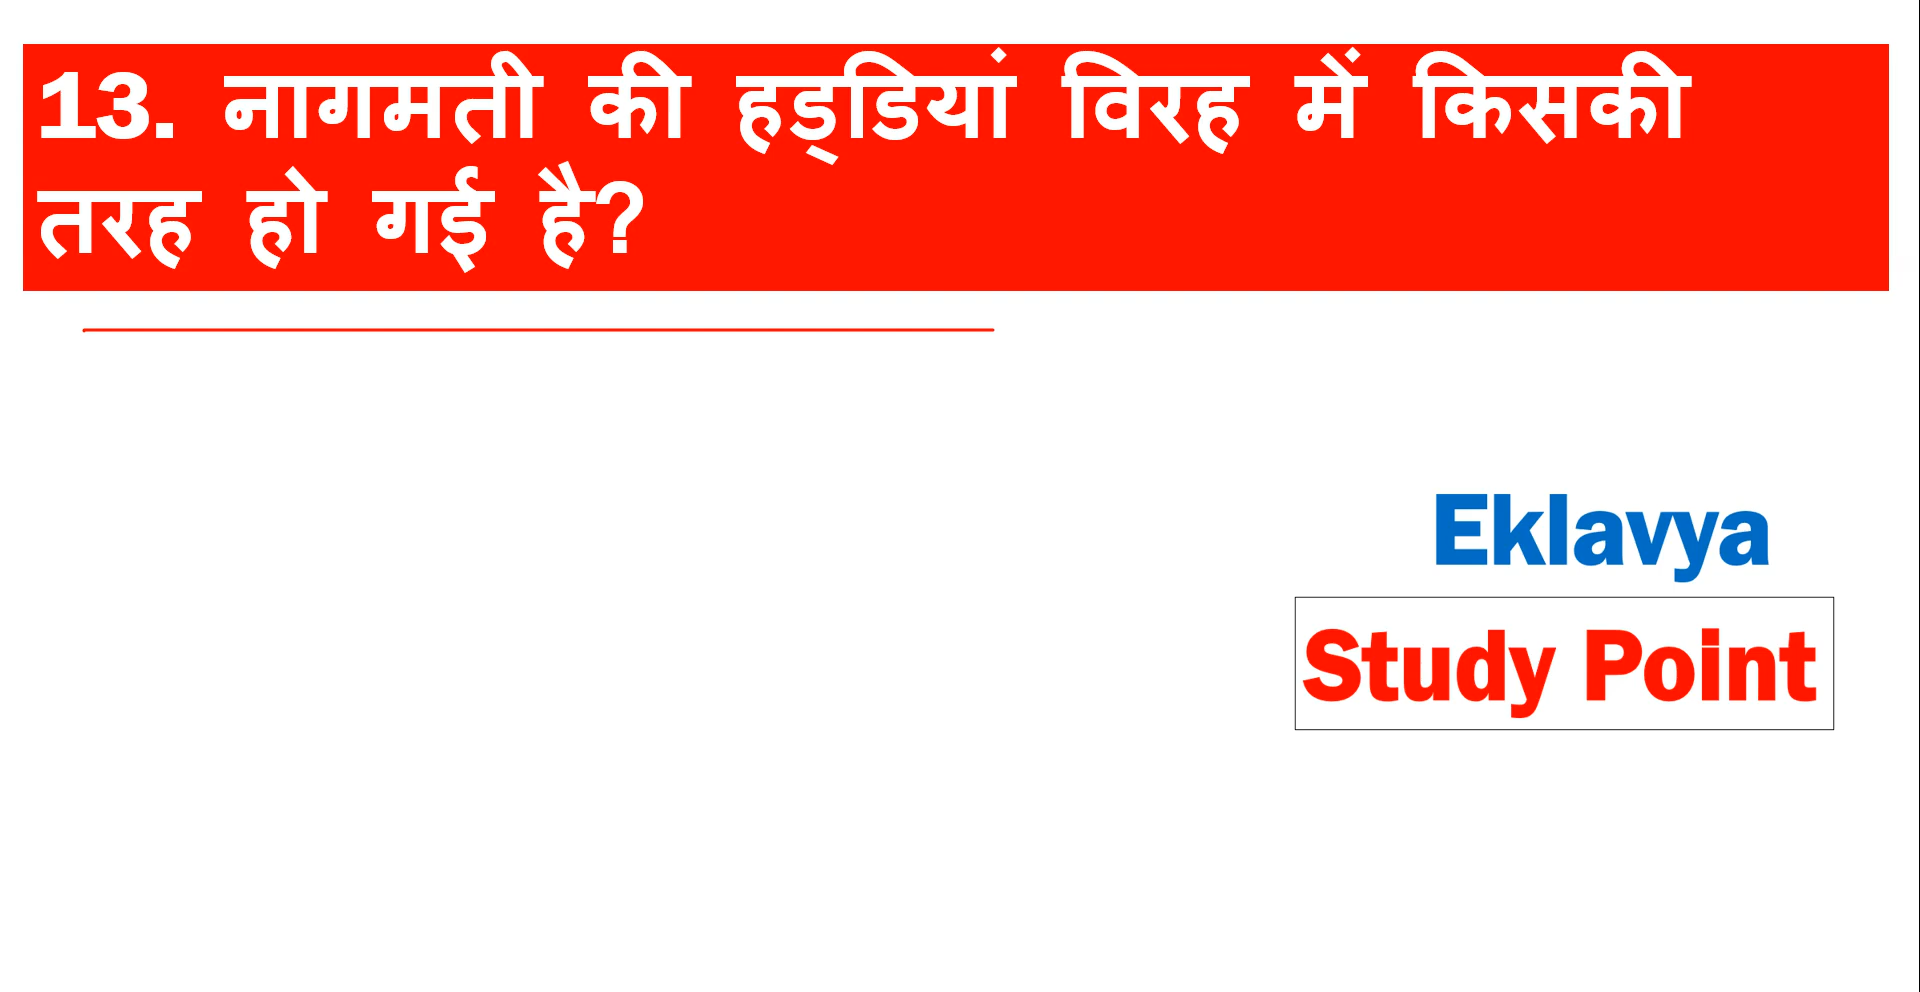 13. नागमती की हड्डियां विरह में किसकी
तरह हो गई है?
Eklavya
Study Point